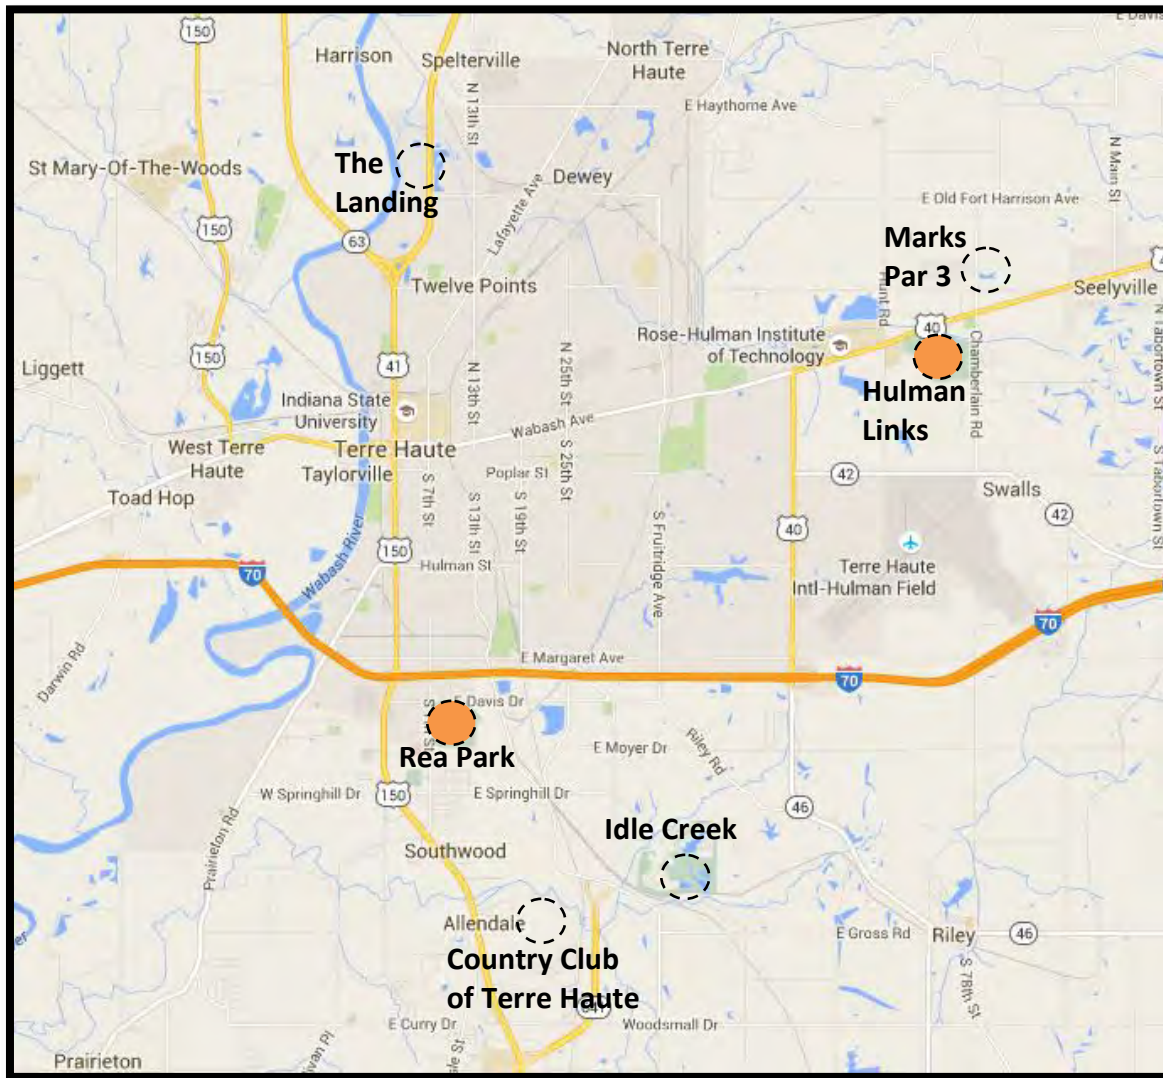 150
Harrison
Spelterville
North Terre
Haute
N 13th St
E Haythorne Ave
The
Landing
St Mary-Of-The-Woods
Dewey
N Main St
E Old Fort Harrison Ave
Lafayette Ave
150
63
Marks
Par 3
Twelve Points
Hunt Rd
Seelyville
40
Rose-Hulman Institute
of Technology
150
41
N 13th St
N 25th St
Chamberlain Rd
N Tabortown St
Liggett
Indiana State
University
Hulman
Links
Wabash Ave
West Terre
Haute
Terre Haute
Taylorville
S 25th St
Poplar St
S Tabortown St
Toad Hop
S 7th St
S 13th St
S 19th St
42
Swalls
42
S Fruitridge Ave
40
Wabash River
150
Hulman St
Terre Haute
Intl-Hulman Field
70
70
Darwin Rd
E Margaret Ave
70
E Davis Dr
Rea Park
E Moyer Dr
Riley Rd
W Springhill Dr
150
E Springhill Dr
46
Prairieton Rd
Idle Creek
Southwood
Allendale
E Gross Rd
Riley
46
Country Club
of Terre Haute
S 78th St
E Curry Dr
Woodsmall Dr
Prairieton